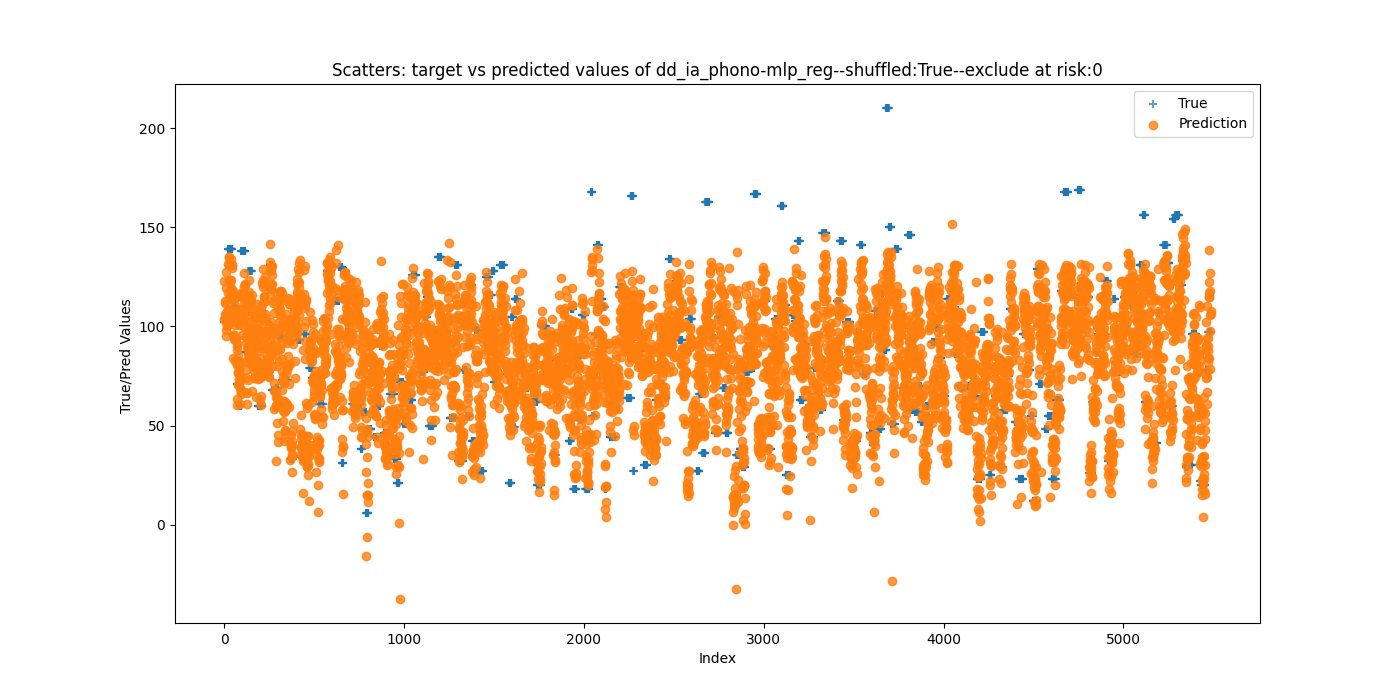 Scatters: target vs predicted values of dd_ia_phono-mlp_reg--shuffled:True--exclude at risk:0
True
Prediction
True/Pred Values
200
150
100
50
0
0 1000 2000 3000 4000 5000
Index